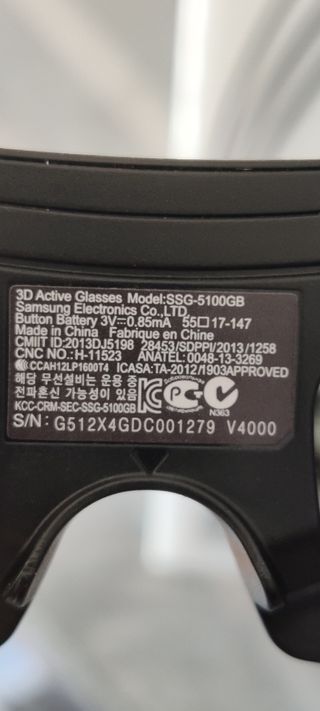 3D Active Glasses Model:SSG-5100GB
Samsung Electronics Co.,LTD
Button Battery 3V⎓0.85mA 55□17-147
Made in China Fabrique en Chine
CMIIT ID:2013DJ5198 28453/SDPPI/2013/1258
CNC NO.:H-11523 ANATEL:0048-13-3269
CCAH12LP1600T4 ICASA:TA-2012/1903APPROVED
해당 무선설비는 운용 중
전파혼신 가능성이 있음
KCC-CRM-SEC-SSG-5100GB
N363
S/N: G512X4GDC001279 V4000